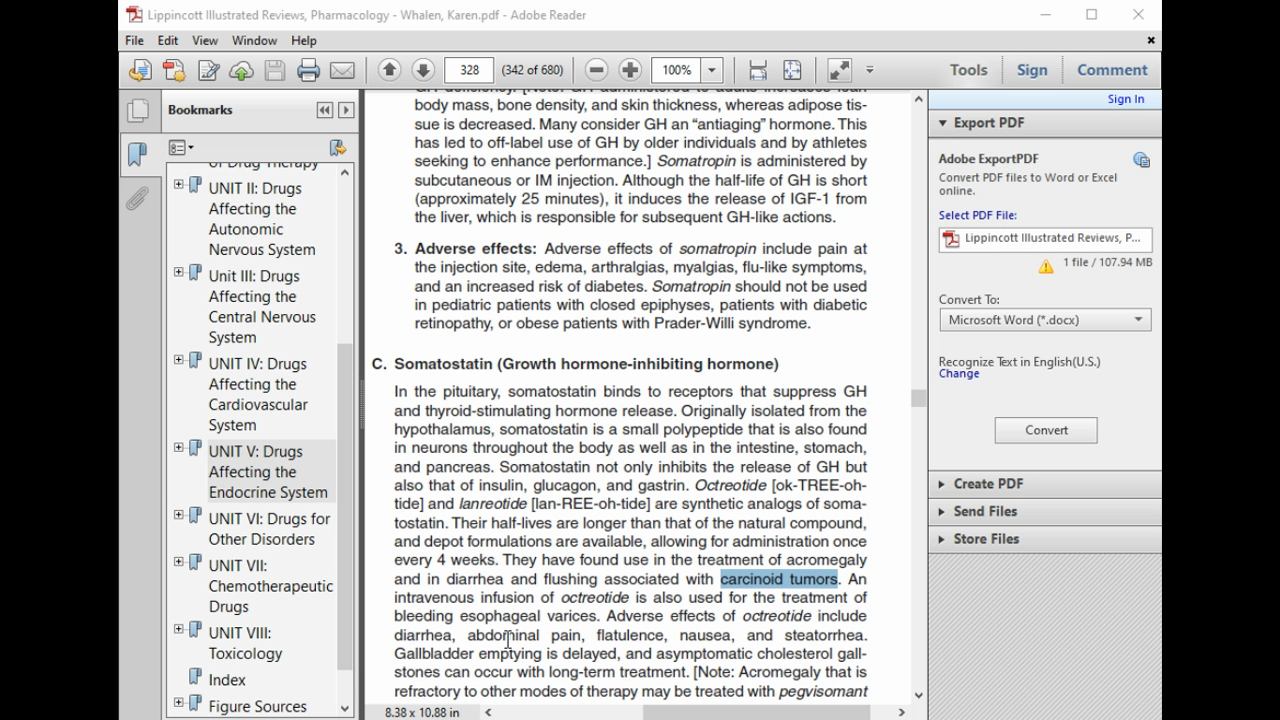 Lippincott Illustrated Reviews, Pharmacology - Whalen, Karen.pdf - Adobe Reader
File Edit View Window Help
328 (342 of 680) 100% Tools Sign Comment
Bookmarks
of Drug Therapy
UNIT II: Drugs
Affecting the
Autonomic
Nervous System
Unit III: Drugs
Affecting the
Central Nervous
System
UNIT IV: Drugs
Affecting the
Cardiovascular
System
UNIT V: Drugs
Affecting the
Endocrine System
UNIT VI: Drugs for
Other Disorders
UNIT VII:
Chemotherapeutic
Drugs
UNIT VIII:
Toxicology
Index
Figure Sources
GH deficiency. [Note: GH administered to adults increases lean
body mass, bone density, and skin thickness, whereas adipose tis-
sue is decreased. Many consider GH an “antiaging” hormone. This
has led to off-label use of GH by older individuals and by athletes
seeking to enhance performance.] Somatropin is administered by
subcutaneous or IM injection. Although the half-life of GH is short
(approximately 25 minutes), it induces the release of IGF-1 from
the liver, which is responsible for subsequent GH-like actions.
3. Adverse effects: Adverse effects of somatropin include pain at
the injection site, edema, arthralgias, myalgias, flu-like symptoms,
and an increased risk of diabetes. Somatropin should not be used
in pediatric patients with closed epiphyses, patients with diabetic
retinopathy, or obese patients with Prader-Willi syndrome.
C. Somatostatin (Growth hormone-inhibiting hormone)
In the pituitary, somatostatin binds to receptors that suppress GH
and thyroid-stimulating hormone release. Originally isolated from the
hypothalamus, somatostatin is a small polypeptide that is also found
in neurons throughout the body as well as in the intestine, stomach,
and pancreas. Somatostatin not only inhibits the release of GH but
also that of insulin, glucagon, and gastrin. Octreotide [ok-TREE-oh-
tide] and lanreotide [lan-REE-oh-tide] are synthetic analogs of soma-
tostatin. Their half-lives are longer than that of the natural compound,
and depot formulations are available, allowing for administration once
every 4 weeks. They have found use in the treatment of acromegaly
and in diarrhea and flushing associated with carcinoid tumors. An
intravenous infusion of octreotide is also used for the treatment of
bleeding esophageal varices. Adverse effects of octreotide include
diarrhea, abdominal pain, flatulence, nausea, and steatorrhea.
Gallbladder emptying is delayed, and asymptomatic cholesterol gall-
stones can occur with long-term treatment. [Note: Acromegaly that is
refractory to other modes of therapy may be treated with pegvisomant
8.38 x 10.88 in
Sign In
Export PDF
Adobe ExportPDF
Convert PDF files to Word or Excel
online.
Select PDF File:
Lippincott Illustrated Reviews, P...
1 file / 107.94 MB
Convert To:
Microsoft Word (*.docx)
Recognize Text in English(U.S.)
Change
Convert
Create PDF
Send Files
Store Files